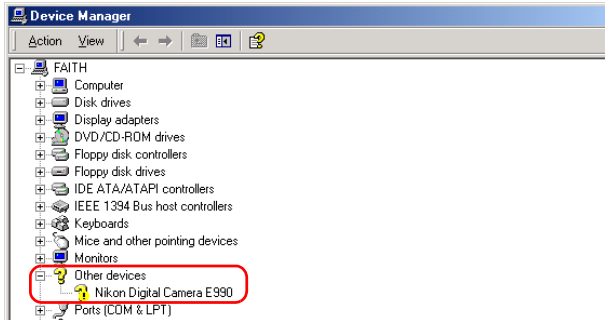 Device Manager
Action View
FAITH
Computer
Disk drives
Display adapters
DVD/CD-ROM drives
Floppy disk controllers
Floppy disk drives
IDE ATA/ATAPI controllers
IEEE 1394 Bus host controllers
Keyboards
Mice and other pointing devices
Monitors
Other devices
Nikon Digital Camera E990
Ports (COM & LPT)